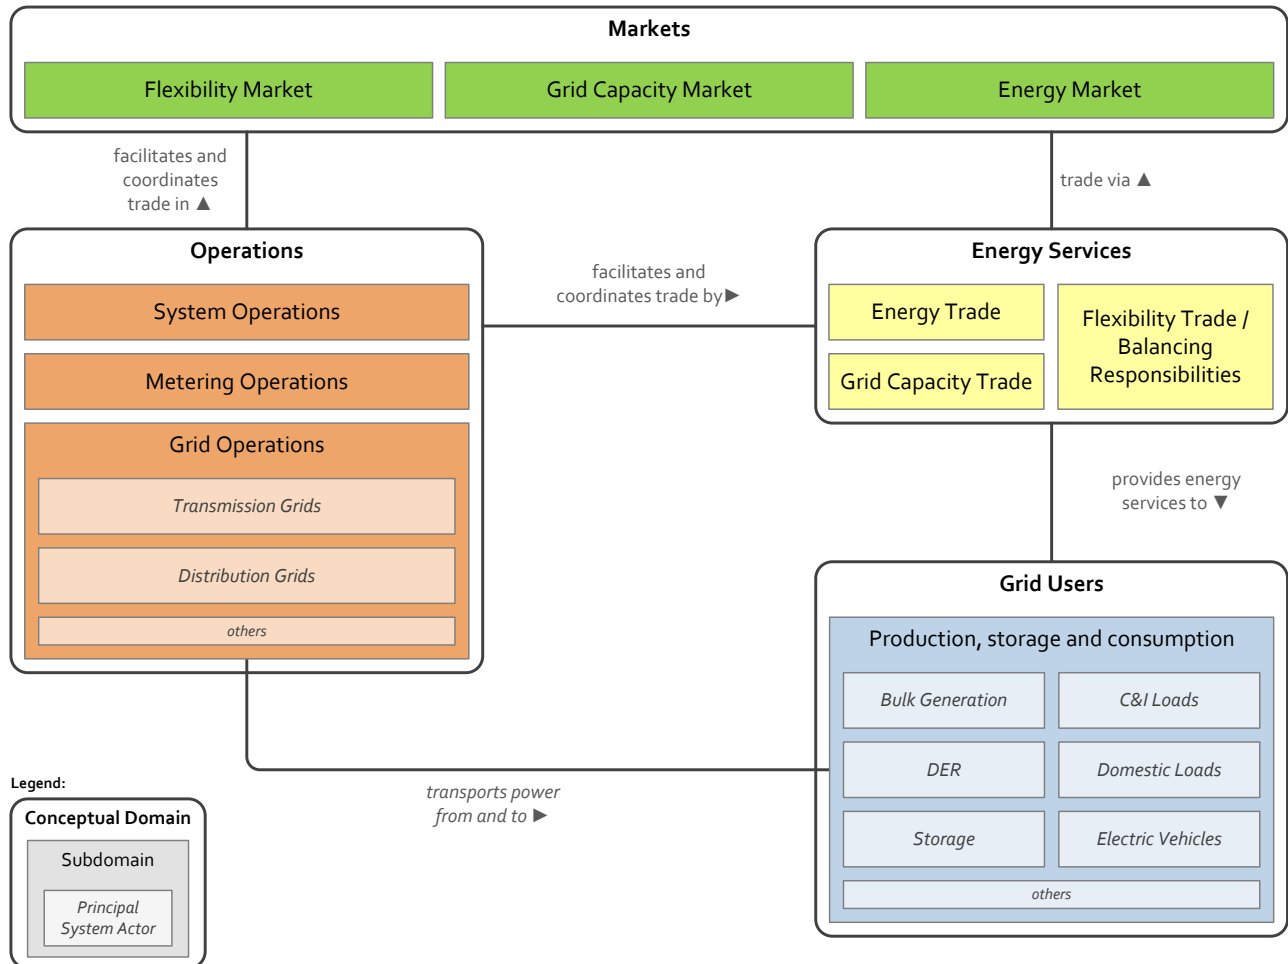 Markets
Flexibility Market
Grid Capacity Market
Energy Market
facilitates and
coordinates
trade in ▲
trade via ▲
Operations
System Operations
Metering Operations
Grid Operations
Transmission Grids
Distribution Grids
others
facilitates and
coordinates trade by ►
Energy Services
Energy Trade
Grid Capacity Trade
Flexibility Trade /
Balancing
Responsibilities
provides energy
services to ▼
Grid Users
Production, storage and consumption
Bulk Generation
C&I Loads
DER
Domestic Loads
Storage
Electric Vehicles
others
transports power
from and to ►
Legend:
Conceptual Domain
Subdomain
Principal
System Actor